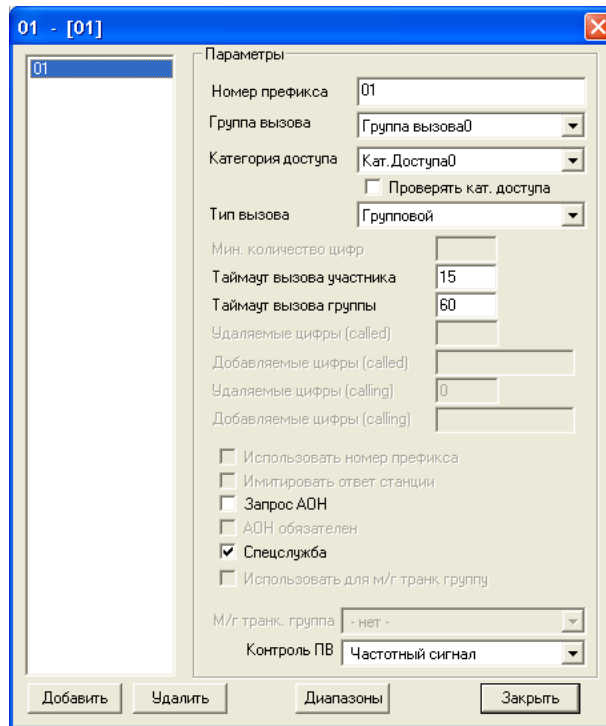 01 - [01]
01
Параметры
Номер префикса 01
Группа вызова Группа вызова0
Категория доступа Кат.Доступа0
Проверять кат. доступа
Тип вызова Групповой
Мин. количество цифр
Таймаут вызова участника 15
Таймаут вызова группы 60
Удаляемые цифры (called)
Добавляемые цифры (called)
Удаляемые цифры (calling) 0
Добавляемые цифры (calling)
Использовать номер префикса
Имитировать ответ станции
Запрос АОН
АОН обязателен
Спецслужба
Использовать для м/г транк группу
М/г транк. группа - нет -
Контроль ПВ Частотный сигнал
Добавить Удалить Диапазоны Закрыть